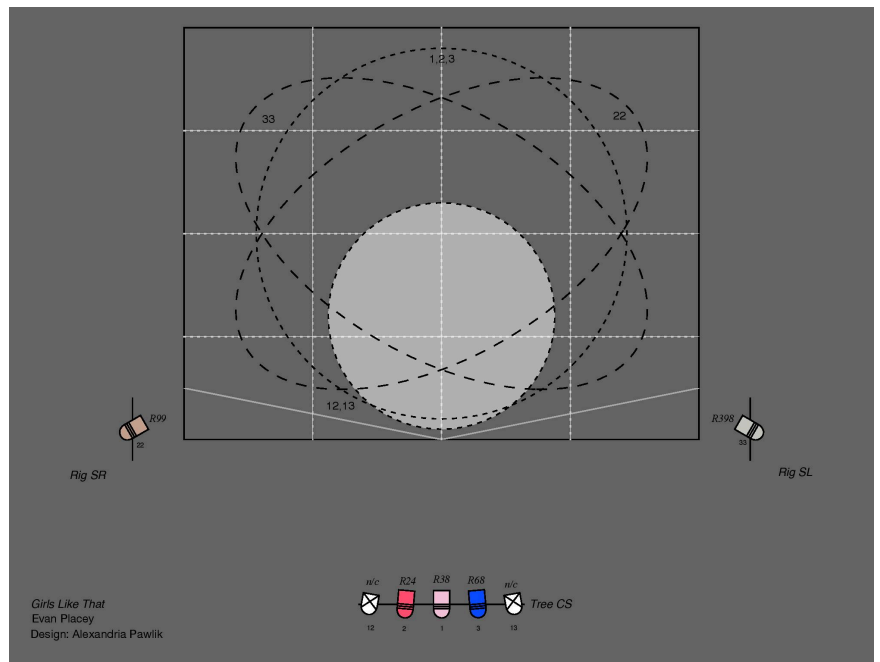 1,2,3
33
22
12,13
R99
22
Rig SR
R398
33
Rig SL
n/c R24 R38 R68 n/c
Tree CS
12 2 1 3 13
Girls Like That
Evan Placey
Design: Alexandria Pawlik